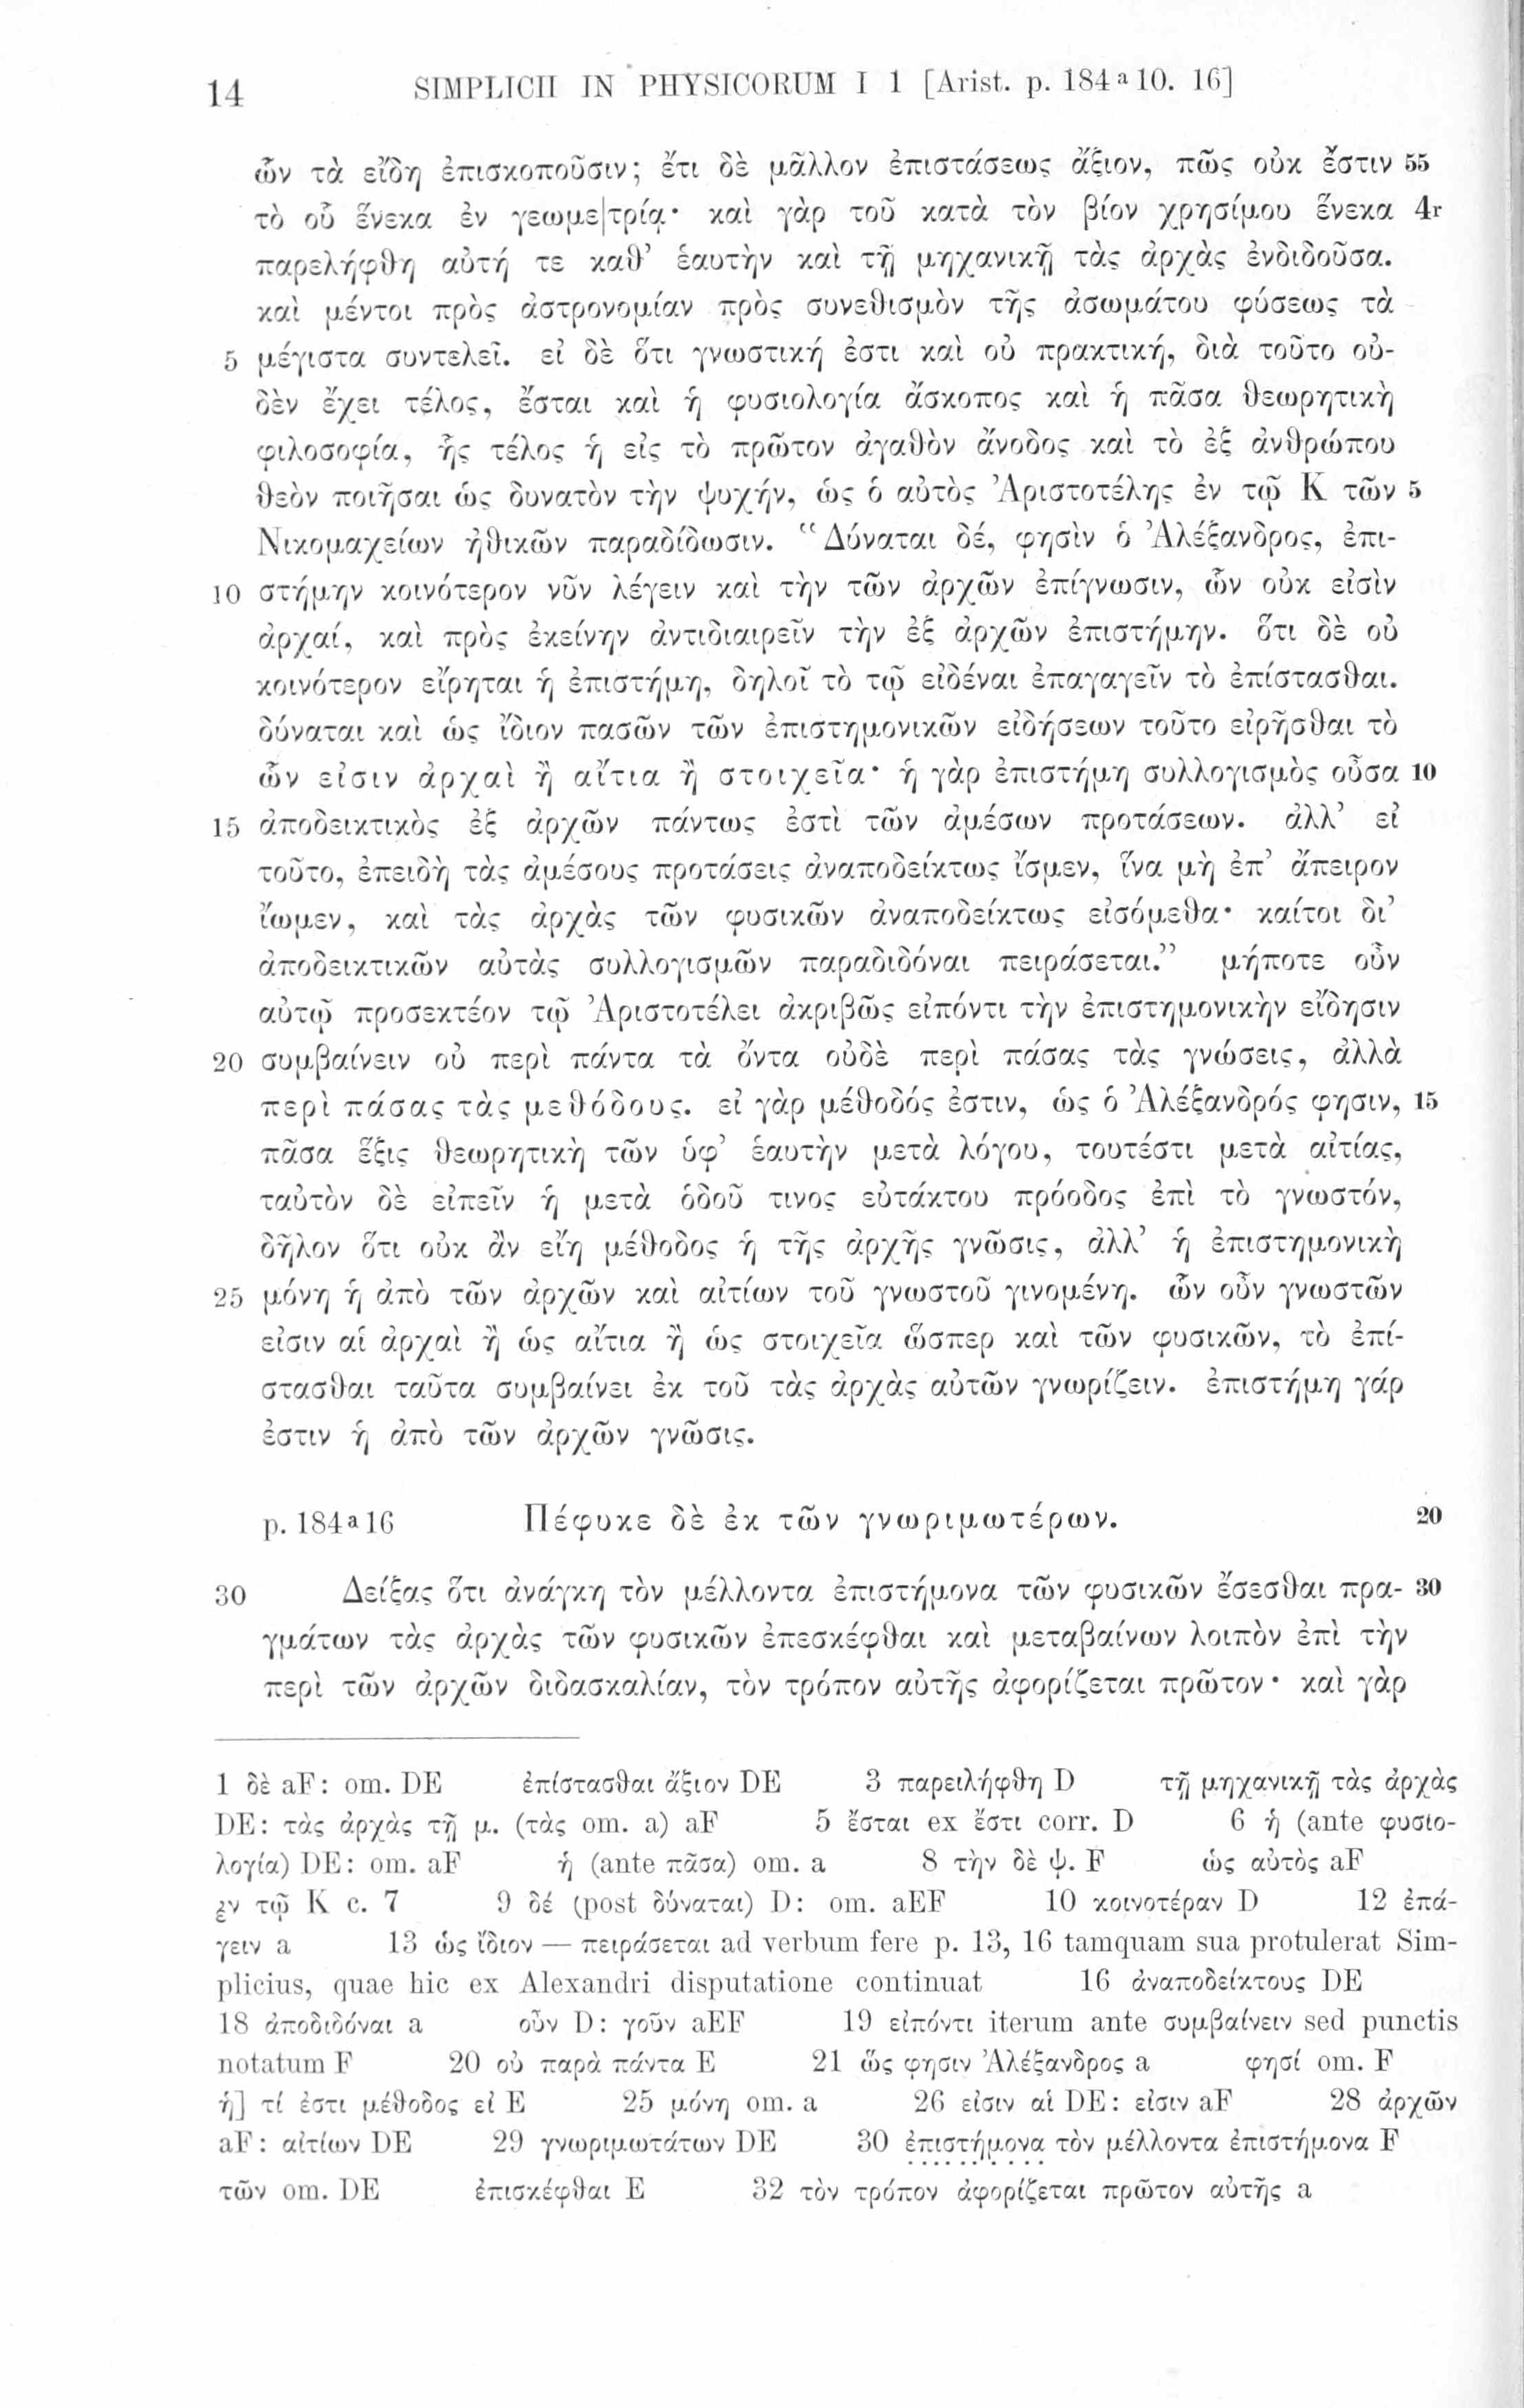 14 SIMPLICII IN PHYSICORUM I 1 [Arist. p. 184 a 10. 16]
ὧν τὰ εἴδη ἐπισκοποῦσιν; ἔτι δὲ μᾶλλον ἐπιστάσεως ἄξιον, πῶς οὐκ ἔστιν 55
τὸ οὗ ἕνεκα ἐν γεωμε|τρίᾳ· καὶ γὰρ τοῦ κατὰ τὸν βίον χρησίμου ἕνεκα 4r
παρελήφθη αὐτή τε καθ’ ἑαυτὴν καὶ τῇ μηχανικῇ τὰς ἀρχὰς ἐνδιδοῦσα.
καὶ μέντοι πρὸς ἀστρονομίαν πρὸς συνεθισμὸν τῆς ἀσωμάτου φύσεως τὰ
5 μέγιστα συντελεῖ. εἰ δὲ ὅτι γνωστική ἐστι καὶ οὐ πρακτική, διὰ τοῦτο οὐ-
δὲν ἔχει τέλος, ἔσται καὶ ἡ φυσιολογία ἄσκοπος καὶ ἡ πᾶσα θεωρητικὴ
φιλοσοφία, ἧς τέλος ἡ εἰς τὸ πρῶτον ἀγαθὸν ἄνοδος καὶ τὸ ἐξ ἀνθρώπου
θεὸν ποιῆσαι ὡς δυνατὸν τὴν ψυχήν, ὡς ὁ αὐτὸς Ἀριστοτέλης ἐν τῷ Κ τῶν 5
Νικομαχείων ἠθικῶν παραδίδωσιν. “Δύναται δέ, φησὶν ὁ Ἀλέξανδρος, ἐπι-
10 στήμην κοινότερον νῦν λέγειν καὶ τὴν τῶν ἀρχῶν ἐπίγνωσιν, ὧν οὐκ εἰσὶν
ἀρχαί, καὶ πρὸς ἐκείνην ἀντιδιαιρεῖν τὴν ἐξ ἀρχῶν ἐπιστήμην. ὅτι δὲ οὐ
κοινότερον εἴρηται ἡ ἐπιστήμη, δηλοῖ τὸ τῷ εἰδέναι ἐπαγαγεῖν τὸ ἐπίστασθαι.
δύναται καὶ ὡς ἴδιον πασῶν τῶν ἐπιστημονικῶν εἰδήσεων τοῦτο εἰρῆσθαι τὸ
ὧν εἰσιν ἀρχαὶ ἢ αἴτια ἢ στοιχεῖα· ἡ γὰρ ἐπιστήμη συλλογισμὸς οὖσα 10
15 ἀποδεικτικὸς ἐξ ἀρχῶν πάντως ἐστὶ τῶν ἀμέσων προτάσεων. ἀλλ’ εἰ
τοῦτο, ἐπειδὴ τὰς ἀμέσους προτάσεις ἀναποδείκτως ἴσμεν, ἵνα μὴ ἐπ’ ἄπειρον
ἴωμεν, καὶ τὰς ἀρχὰς τῶν φυσικῶν ἀναποδείκτως εἰσόμεθα· καίτοι δι’
ἀποδεικτικῶν αὐτὰς συλλογισμῶν παραδιδόναι πειράσεται.” μήποτε οὖν
αὐτῷ προσεκτέον τῷ Ἀριστοτέλει ἀκριβῶς εἰπόντι τὴν ἐπιστημονικὴν εἴδησιν
20 συμβαίνειν οὐ περὶ πάντα τὰ ὄντα οὐδὲ περὶ πάσας τὰς γνώσεις, ἀλλὰ
περὶ πάσας τὰς μεθόδους. εἰ γὰρ μέθοδός ἐστιν, ὡς ὁ Ἀλέξανδρός φησιν, 15
πᾶσα ἕξις θεωρητικὴ τῶν ὑφ’ ἑαυτὴν μετὰ λόγου, τουτέστι μετὰ αἰτίας,
ταὐτὸν δὲ εἰπεῖν ἡ μετὰ ὁδοῦ τινος εὐτάκτου πρόοδος ἐπὶ τὸ γνωστόν,
δῆλον ὅτι οὐκ ἂν εἴη μέθοδος ἡ τῆς ἀρχῆς γνῶσις, ἀλλ’ ἡ ἐπιστημονικὴ
25 μόνη ἡ ἀπὸ τῶν ἀρχῶν καὶ αἰτίων τοῦ γνωστοῦ γινομένη. ὧν οὖν γνωστῶν
εἰσιν αἱ ἀρχαὶ ἢ ὡς αἴτια ἢ ὡς στοιχεῖα ὥσπερ καὶ τῶν φυσικῶν, τὸ ἐπί-
στασθαι ταῦτα συμβαίνει ἐκ τοῦ τὰς ἀρχὰς αὐτῶν γνωρίζειν. ἐπιστήμη γάρ
ἐστιν ἡ ἀπὸ τῶν ἀρχῶν γνῶσις.
p. 184 a 16 Πέφυκε δὲ ἐκ τῶν γνωριμωτέρων. 20
30 Δείξας ὅτι ἀνάγκη τὸν μέλλοντα ἐπιστήμονα τῶν φυσικῶν ἔσεσθαι πρα- 30
γμάτων τὰς ἀρχὰς τῶν φυσικῶν ἐπεσκέφθαι καὶ μεταβαίνων λοιπὸν ἐπὶ τὴν
περὶ τῶν ἀρχῶν διδασκαλίαν, τὸν τρόπον αὐτῆς ἀφορίζεται πρῶτον· καὶ γὰρ
1 δὲ aF: om. DE ἐπίστασθαι ἄξιον DE 3 παρειλήφθη D τῇ μηχανικῇ τὰς ἀρχὰς
DE: τὰς ἀρχὰς τῇ μ. (τὰς om. a) aF 5 ἔσται ex ἔστι corr. D 6 ἡ (ante φυσιο-
λογία) DE: om. aF ἡ (ante πᾶσα) om. a 8 τὴν δὲ ψ. F ὡς αὐτὸς aF
ἐν τῷ Κ c. 7 9 δέ (post δύναται) D: om. aEF 10 κοινοτέραν D 12 ἐπά-
γειν a 13 ὡς ἴδιον — πειράσεται ad verbum fere p. 13, 16 tamquam sua protulerat Sim-
plicius, quae hic ex Alexandri disputatione continuat 16 ἀναποδείκτους DE
18 ἀποδιδόναι a οὖν D: γοῦν aEF 19 εἰπόντι iterum ante συμβαίνειν sed punctis
notatum F 20 οὐ παρὰ πάντα E 21 ὥς φησιν Ἀλέξανδρος a φησί om. F
ἡ] τί ἐστι μέθοδος εἰ E 25 μόνη om. a 26 εἰσιν αἱ DE: εἰσιν aF 28 ἀρχῶν
aF: αἰτίων DE 29 γνωριμωτάτων DE 30 ἐπιστήμονα τὸν μέλλοντα ἐπιστήμονα F
τῶν om. DE ἐπισκέφθαι E 32 τὸν τρόπον ἀφορίζεται πρῶτον αὐτῆς a